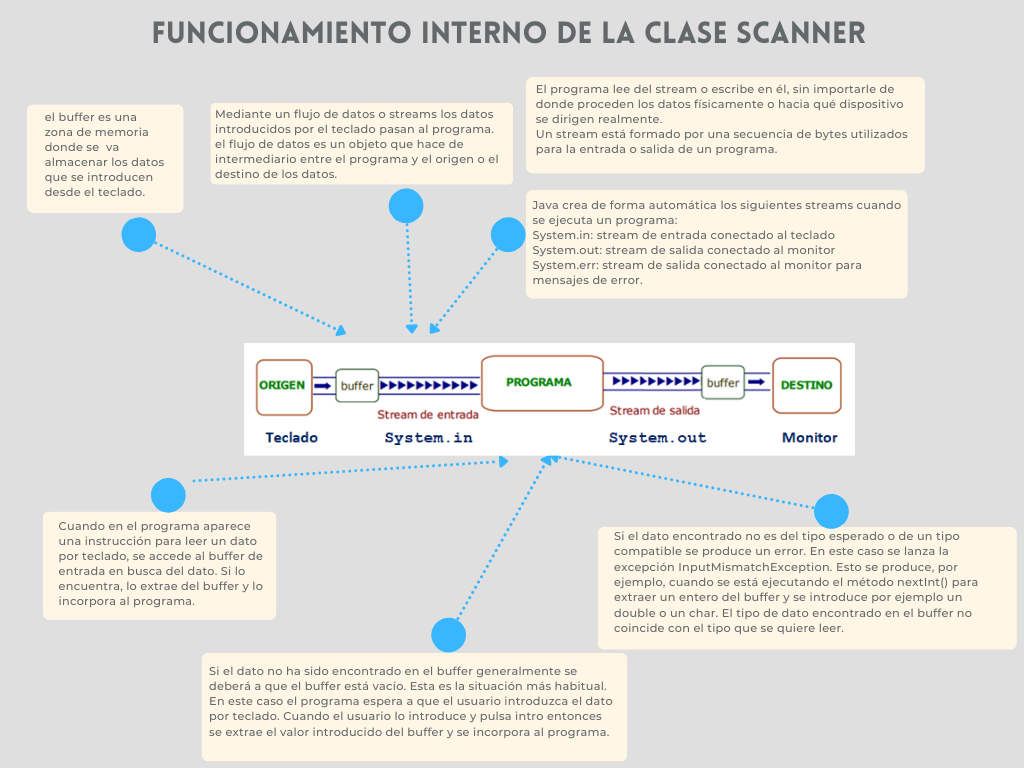 FUNCIONAMIENTO INTERNO DE LA CLASE SCANNER
el buffer es una
zona de memoria
donde se va
almacenar los datos
que se introducen
desde el teclado.
Mediante un flujo de datos o streams los datos
introducidos por el teclado pasan al programa.
el flujo de datos es un objeto que hace de
intermediario entre el programa y el origen o el
destino de los datos.
El programa lee del stream o escribe en él, sin importarle de
donde proceden los datos físicamente o hacia qué dispositivo
se dirigen realmente.
Un stream está formado por una secuencia de bytes utilizados
para la entrada o salida de un programa.
Java crea de forma automática los siguientes streams cuando
se ejecuta un programa:
System.in: stream de entrada conectado al teclado
System.out: stream de salida conectado al monitor
System.err: stream de salida conectado al monitor para
mensajes de error.
ORIGEN
buffer
PROGRAMA
buffer
DESTINO
Stream de entrada
Stream de salida
Teclado
System.in
System.out
Monitor
Cuando en el programa aparece
una instrucción para leer un dato
por teclado, se accede al buffer de
entrada en busca del dato. Si lo
encuentra, lo extrae del buffer y lo
incorpora al programa.
Si el dato encontrado no es del tipo esperado o de un tipo
compatible se produce un error. En este caso se lanza la
excepción InputMismatchException. Esto se produce, por
ejemplo, cuando se está ejecutando el método nextInt() para
extraer un entero del buffer y se introduce por ejemplo un
double o un char. El tipo de dato encontrado en el buffer no
coincide con el tipo que se quiere leer.
Si el dato no ha sido encontrado en el buffer generalmente se
deberá a que el buffer está vacío. Esta es la situación más habitual.
En este caso el programa espera a que el usuario introduzca el dato
por teclado. Cuando el usuario lo introduce y pulsa intro entonces
se extrae el valor introducido del buffer y se incorpora al programa.